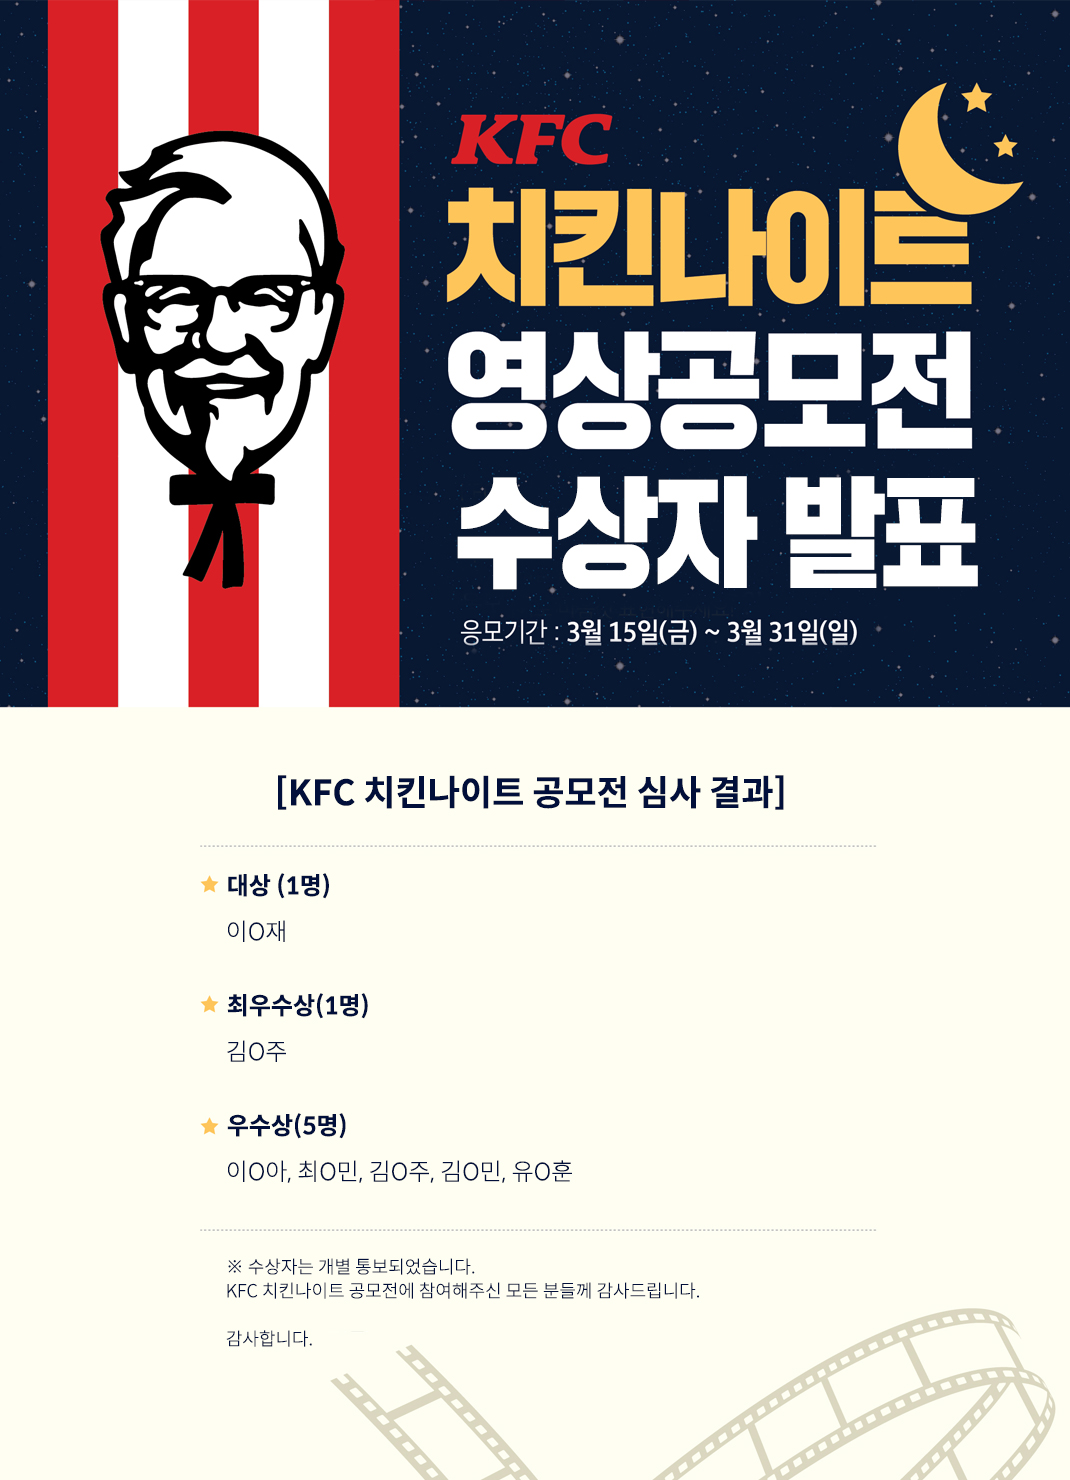 KFC
치킨나이트
영상공모전
수상자 발표
응모기간 : 3월 15일(금) ~ 3월 31일(일)
[KFC 치킨나이트 공모전 심사 결과]
대상 (1명)
이O재
최우수상(1명)
김O주
우수상(5명)
이O아, 최O민, 김O주, 김O민, 유O훈
※ 수상자는 개별 통보되었습니다.
KFC 치킨나이트 공모전에 참여해주신 모든 분들께 감사드립니다.
감사합니다.